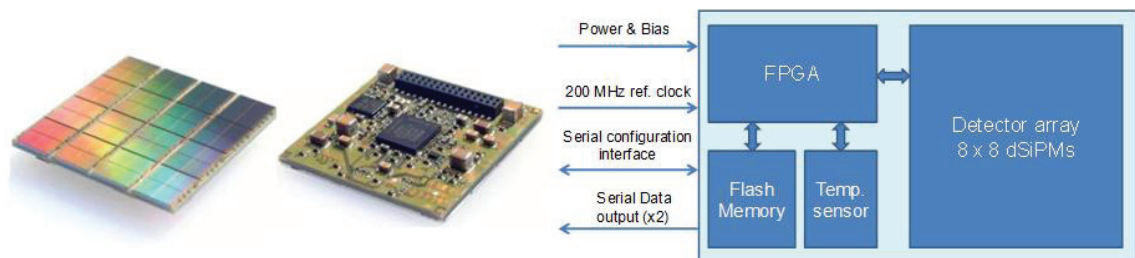 Power & Bias
200 MHz ref. clock
Serial configuration
interface
Serial Data
output (x2)
FPGA
Flash
Memory
Temp.
sensor
Detector array
8 x 8 dSiPMs